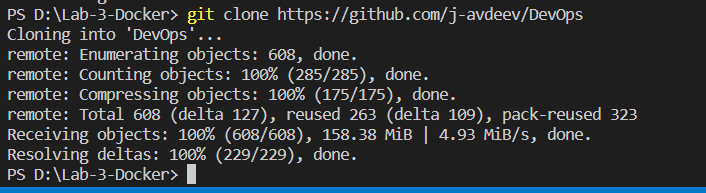 PS D:\Lab-3-Docker> git clone https://github.com/j-avdeev/DevOps
Cloning into 'DevOps'...
remote: Enumerating objects: 608, done.
remote: Counting objects: 100% (285/285), done.
remote: Compressing objects: 100% (175/175), done.
remote: Total 608 (delta 127), reused 263 (delta 109), pack-reused 323
Receiving objects: 100% (608/608), 158.38 MiB | 4.93 MiB/s, done.
Resolving deltas: 100% (229/229), done.
PS D:\Lab-3-Docker>